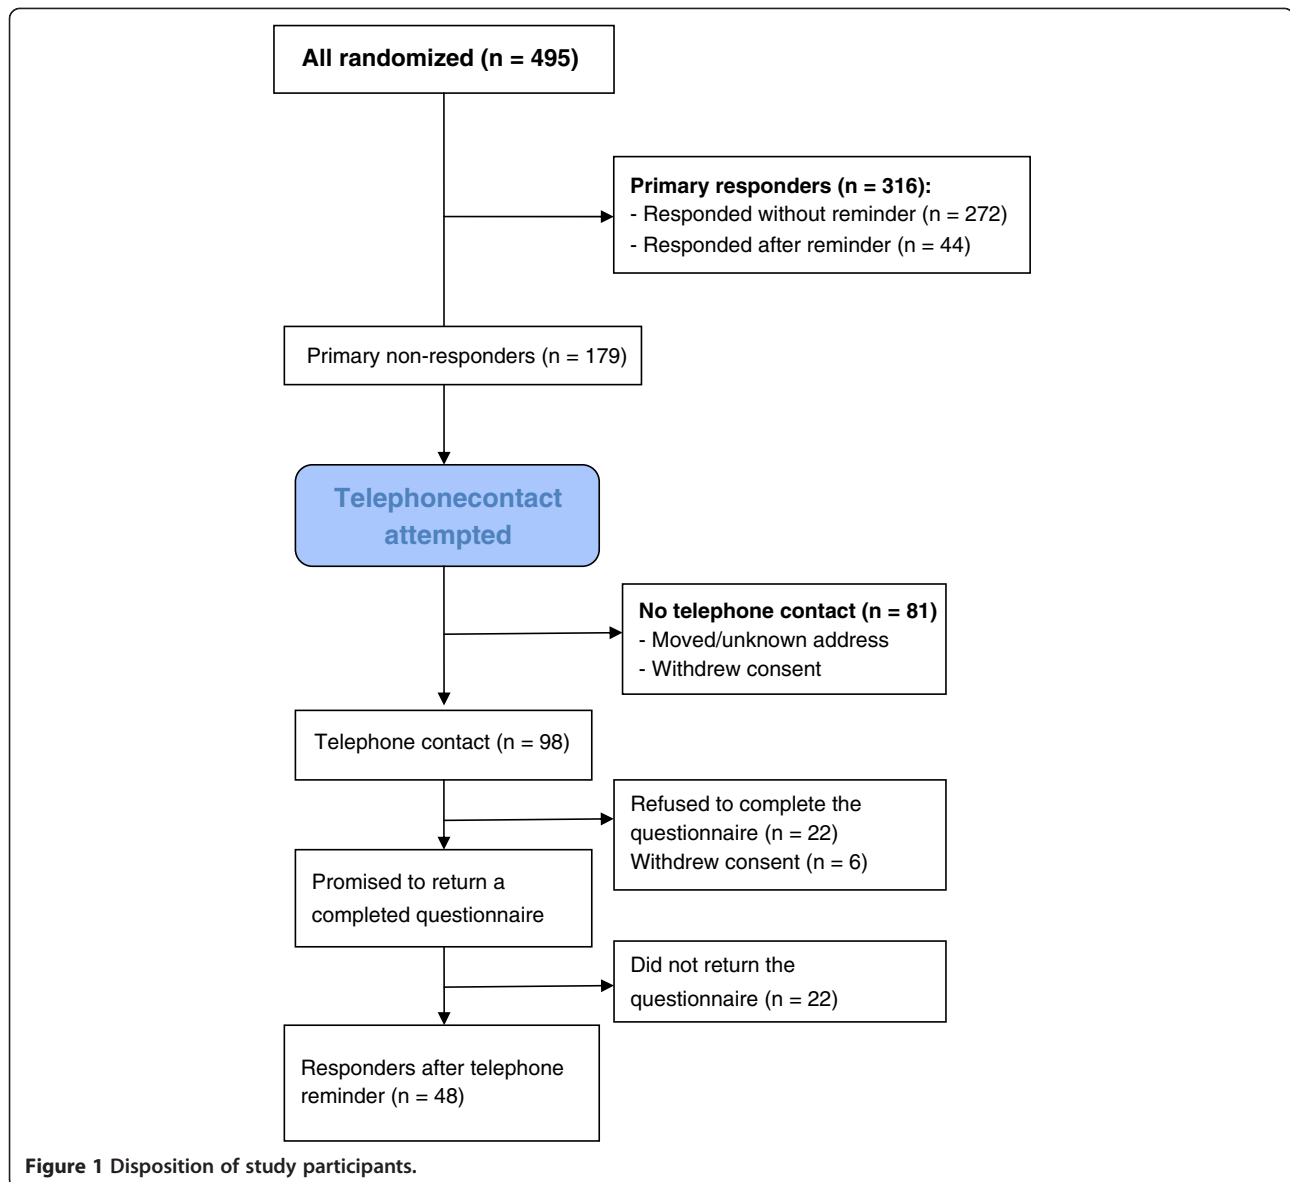 All randomized (n = 495)
Primary responders (n = 316):
- Responded without reminder (n = 272)
- Responded after reminder (n = 44)
Primary non-responders (n = 179)
Telephonecontact
attempted
No telephone contact (n = 81)
- Moved/unknown address
- Withdrew consent
Telephone contact (n = 98)
Refused to complete the
questionnaire (n = 22)
Withdrew consent (n = 6)
Promised to return a
completed questionnaire
Did not return the
questionnaire (n = 22)
Responders after telephone
reminder (n = 48)
Figure 1 Disposition of study participants.